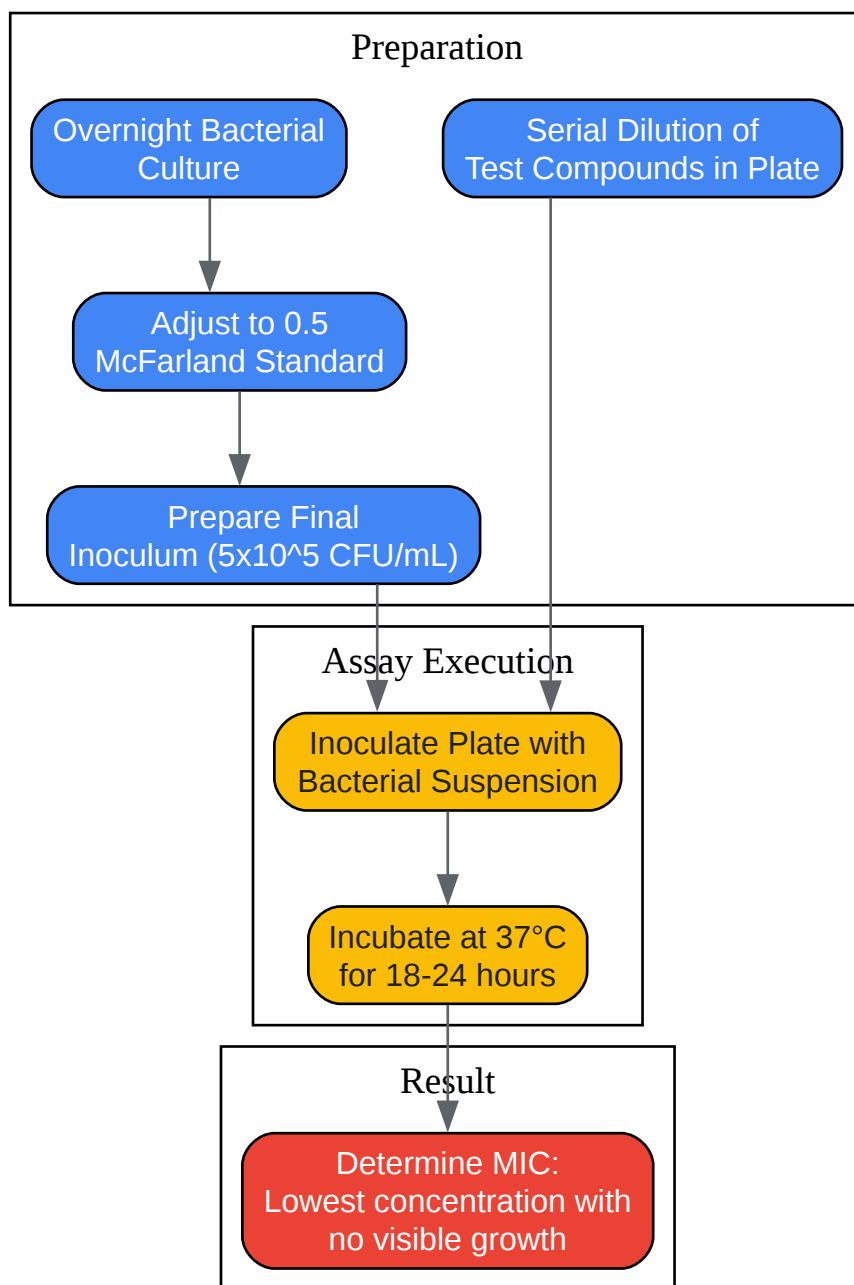 Preparation
Overnight Bacterial
Culture
Serial Dilution of
Test Compounds in Plate
Adjust to 0.5
McFarland Standard
Prepare Final
Inoculum (5x10^5 CFU/mL)
Assay Execution
Inoculate Plate with
Bacterial Suspension
Incubate at 37°C
for 18-24 hours
Result
Determine MIC:
Lowest concentration with
no visible growth